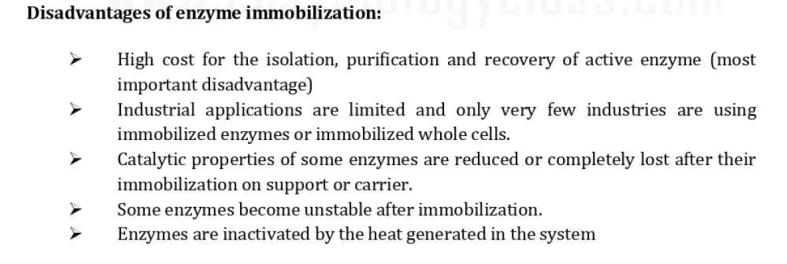 Disadvantages of enzyme immobilization:
➢ High cost for the isolation, purification and recovery of active enzyme (most
important disadvantage)
➢ Industrial applications are limited and only very few industries are using
immobilized enzymes or immobilized whole cells.
➢ Catalytic properties of some enzymes are reduced or completely lost after their
immobilization on support or carrier.
➢ Some enzymes become unstable after immobilization.
➢ Enzymes are inactivated by the heat generated in the system